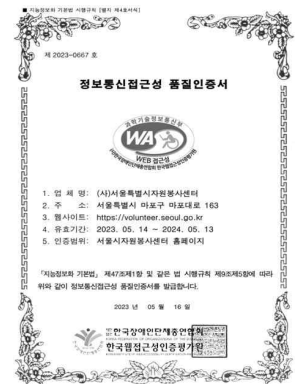 ■ 지능정보화 기본법 시행규칙 [별지 제4호서식]
제 2023-0667 호
정보통신접근성 품질인증서
과학기술정보통신부
WA
WEB 접근성
1. 업 체 명: (사)서울특별시자원봉사센터
2. 주 소: 서울특별시 마포구 마포대로 163
3. 웹사이트: https://volunteer.seoul.go.kr
4. 유효기간: 2023. 05. 14 ~ 2024. 05. 13
5. 인증범위: 서울시자원봉사센터 홈페이지
「지능정보화 기본법」 제47조제1항 및 같은 법 시행규칙 제9조제5항에 따라
위와 같이 정보통신접근성 품질인증서를 발급합니다.
2023 년 05 월 16 일
한국장애인단체총연합회
한국웹접근성인증평가원